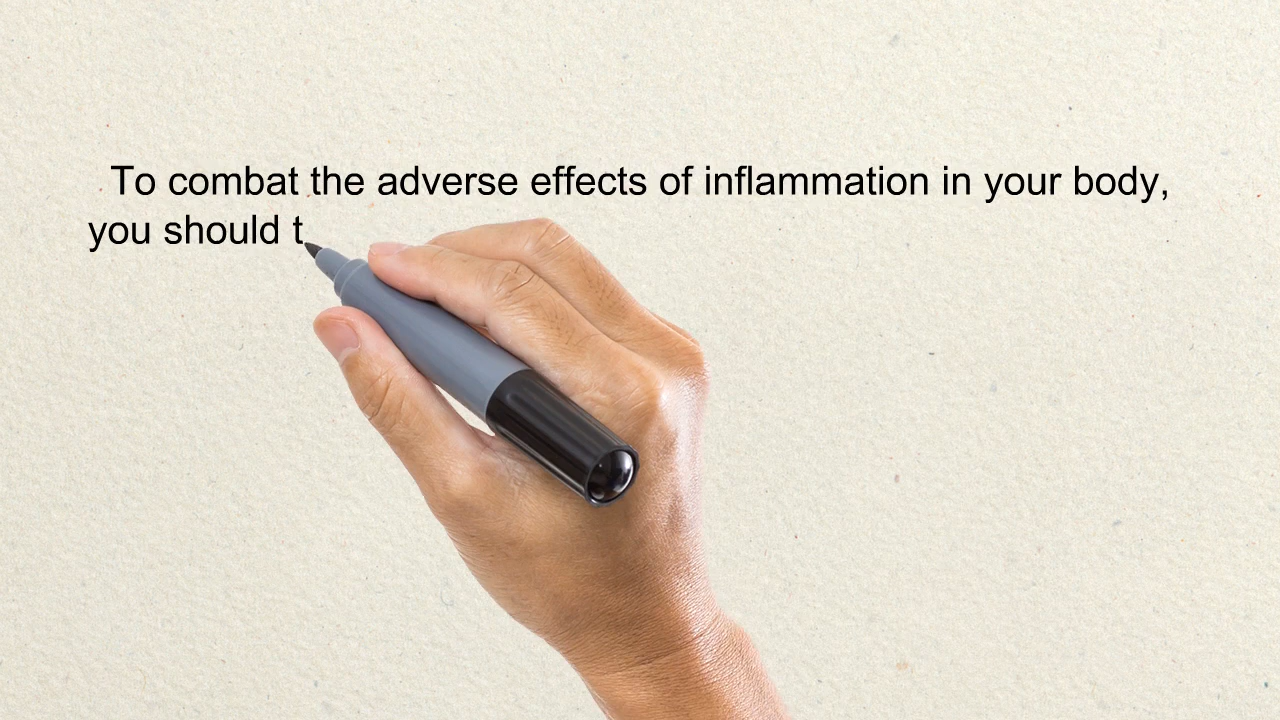 To combat the adverse effects of inflammation in your body,
you should t